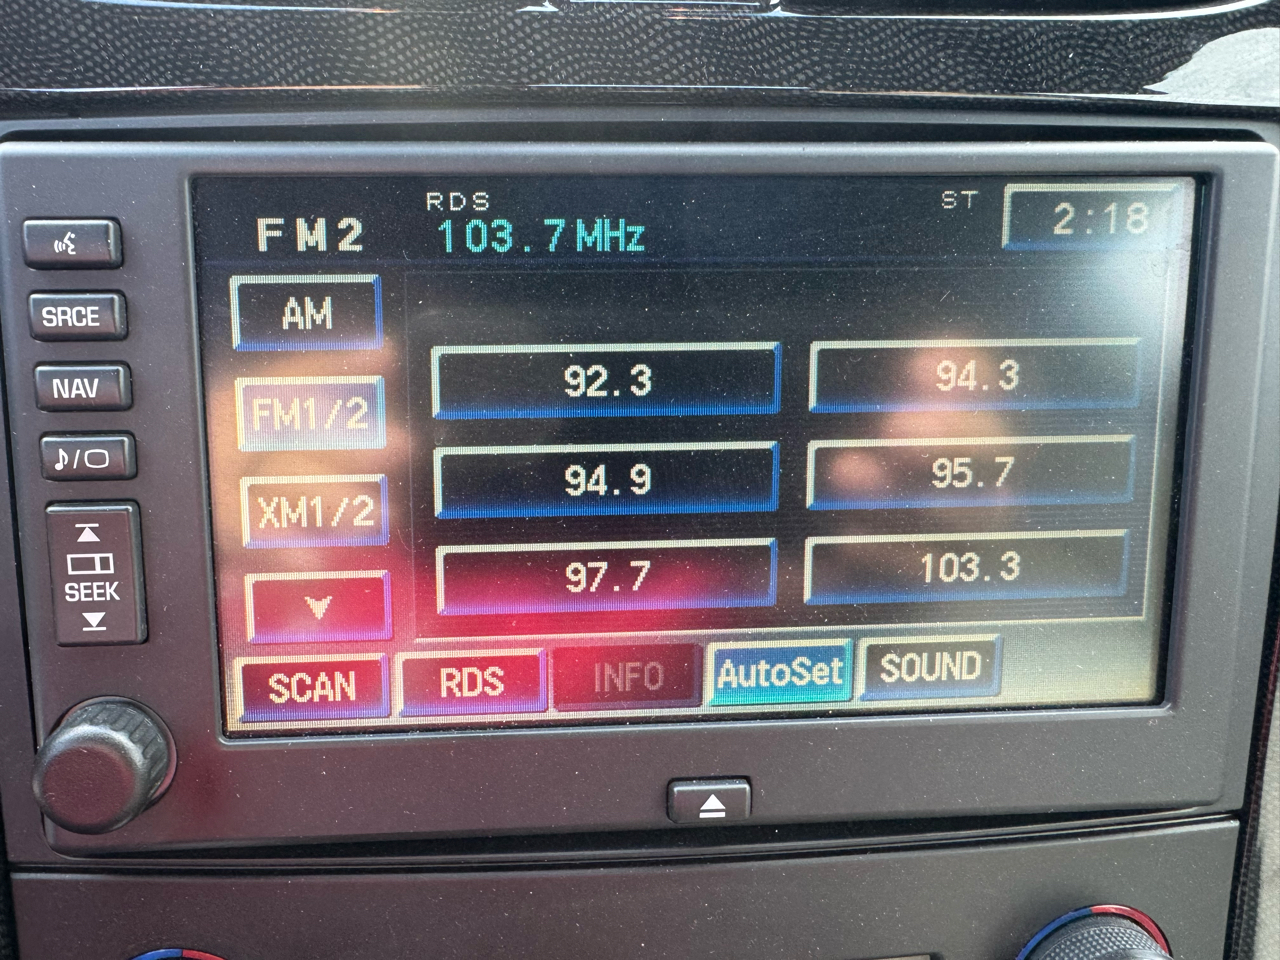 RDS
ST
2:18
FM2
103.7MHz
SRCE
NAV
SEEK
AM
FM1/2
XM1/2
92.3
94.3
94.9
95.7
97.7
103.3
SCAN
RDS
INFO
AutoSet
SOUND